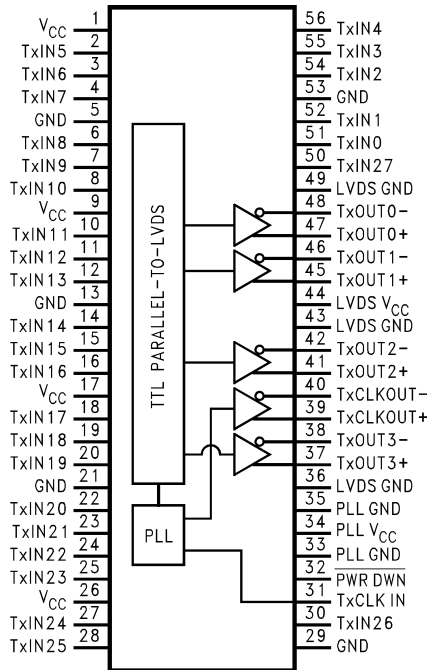 VCC 1
TxIN5 2
TxIN6 3
TxIN7 4
GND 5
TxIN8 6
TxIN9 7
TxIN10 8
VCC 9
TxIN11 10
TxIN12 11
TxIN13 12
GND 13
TxIN14 14
TxIN15 15
TxIN16 16
VCC 17
TxIN17 18
TxIN18 19
TxIN19 20
GND 21
TxIN20 22
TxIN21 23
TxIN22 24
TxIN23 25
VCC 26
TxIN24 27
TxIN25 28
TTL PARALLEL-TO-LVDS
PLL
56 TxIN4
55 TxIN3
54 TxIN2
53 GND
52 TxIN1
51 TxIN0
50 TxIN27
49 LVDS GND
48 TxOUT0-
47 TxOUT0+
46 TxOUT1-
45 TxOUT1+
44 LVDS VCC
43 LVDS GND
42 TxOUT2-
41 TxOUT2+
40 TxCLKOUT-
39 TxCLKOUT+
38 TxOUT3-
37 TxOUT3+
36 LVDS GND
35 PLL GND
34 PLL VCC
33 PLL GND
32 PWR DWN
31 TxCLK IN
30 TxIN26
29 GND